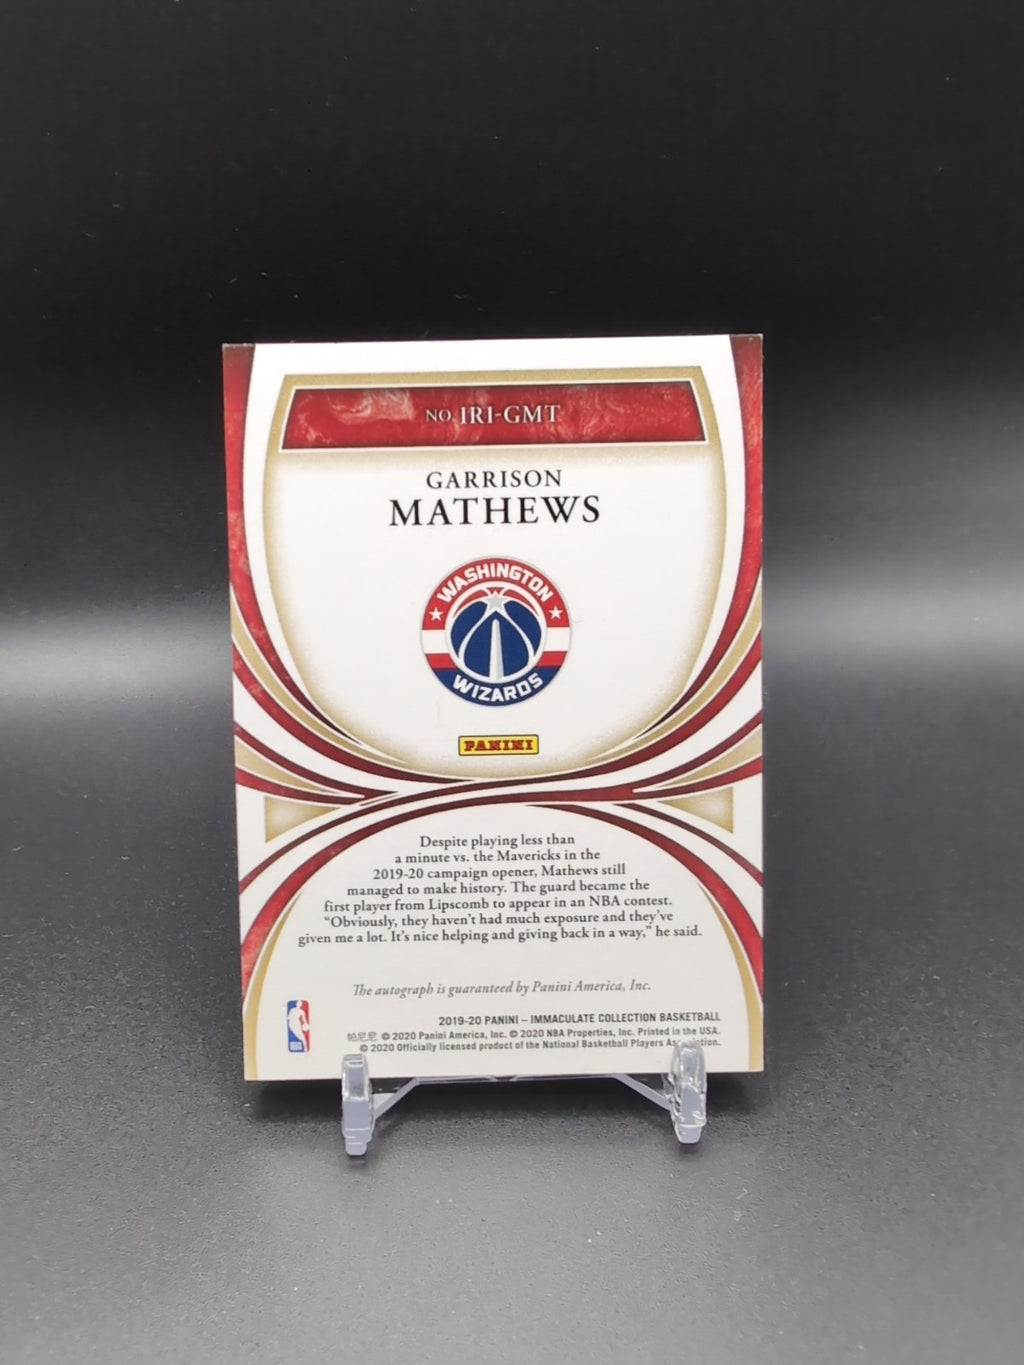 NO. IRI-GMT
GARRISON
MATHEWS
WASHINGTON
WIZARDS
PANINI
Despite playing less than
a minute vs. the Mavericks in the
2019-20 campaign opener, Mathews still
managed to make history. The guard became the
first player from Lipscomb to appear in an NBA contest.
“Obviously, they haven't had much exposure and they've
given me a lot. It's nice helping and giving back in a way,” he said.
The autograph is guaranteed by Panini America, Inc.
2019-20 PANINI – IMMACULATE COLLECTION BASKETBALL
帕尼尼 © 2020 Panini America, Inc. © 2020 NBA Properties, Inc. Printed in the USA.
© 2020 Officially licensed product of the National Basketball Players
NBA